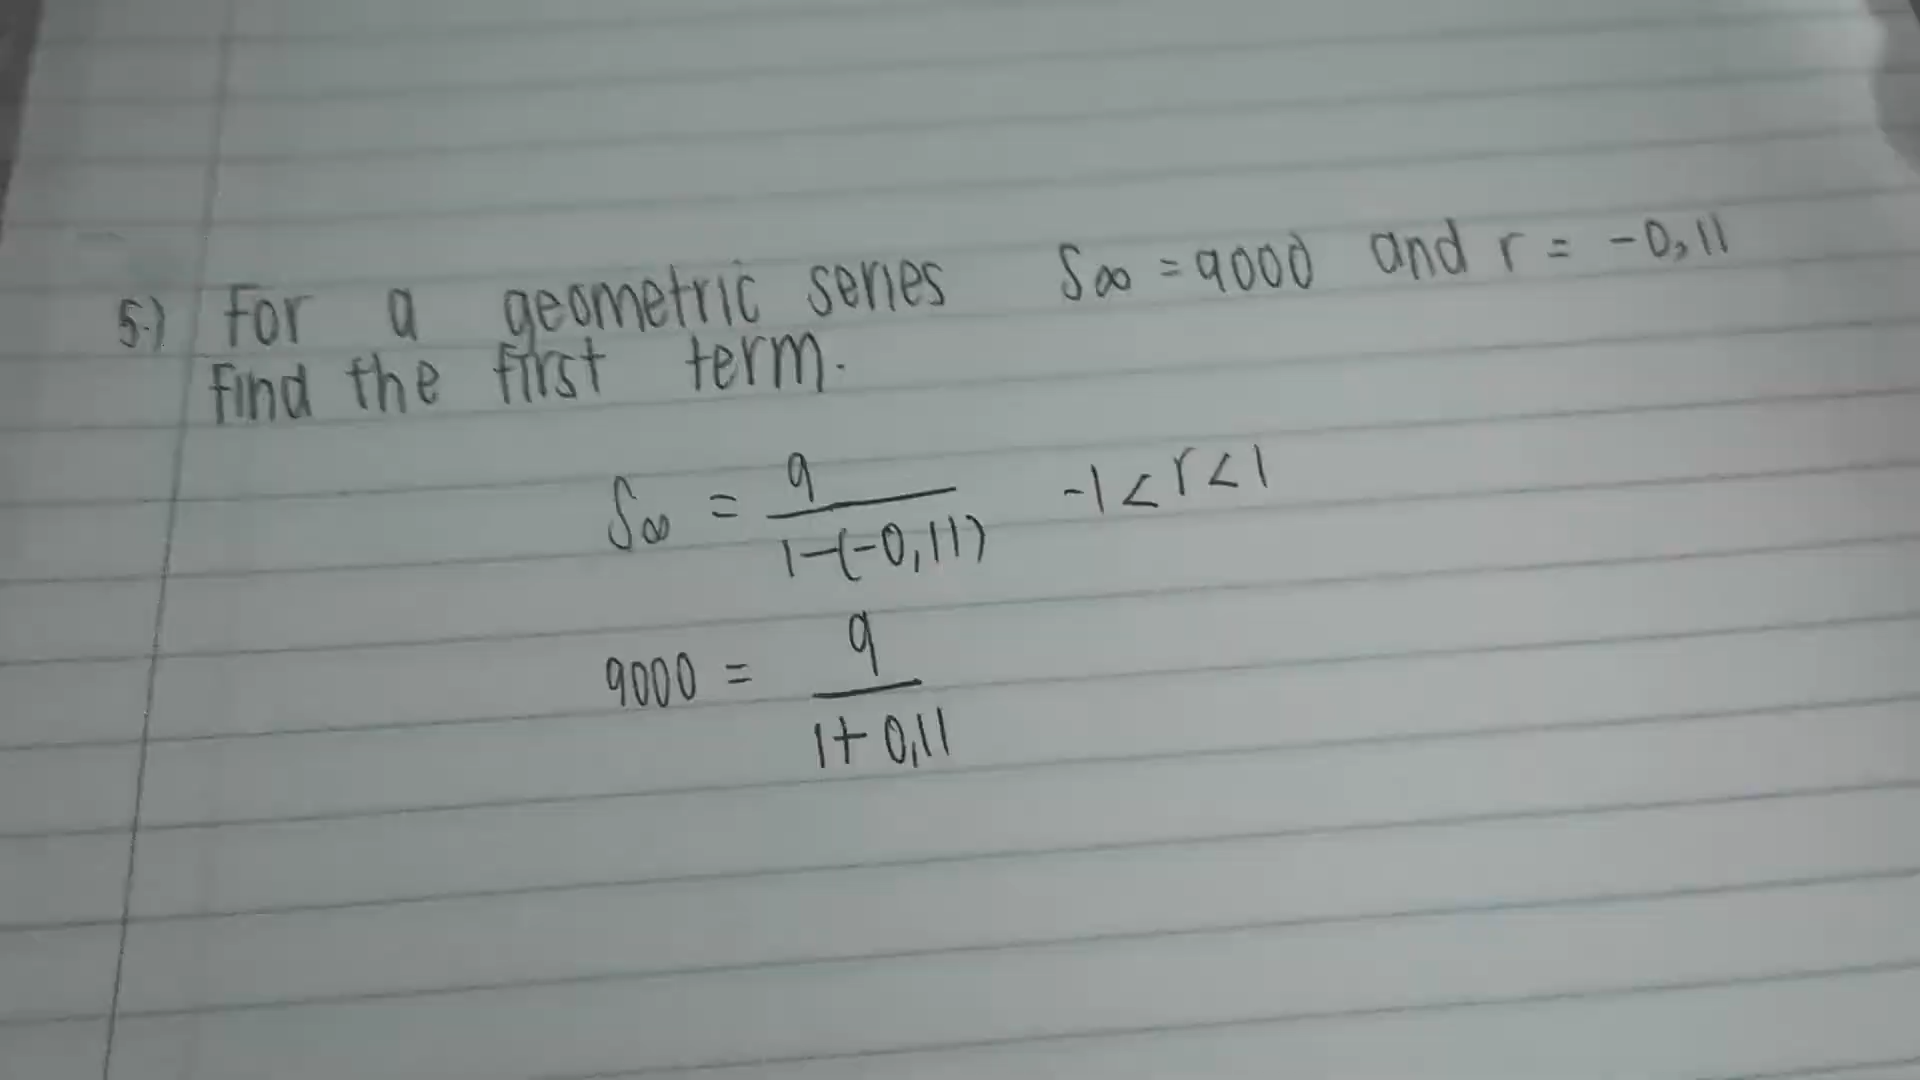 5.) For a geometric series S∞ = 9000 and r = -0,11
Find the first term.
S∞ = a / 1-(-0,11) -1 < r < 1
9000 = a / 1 + 0,11